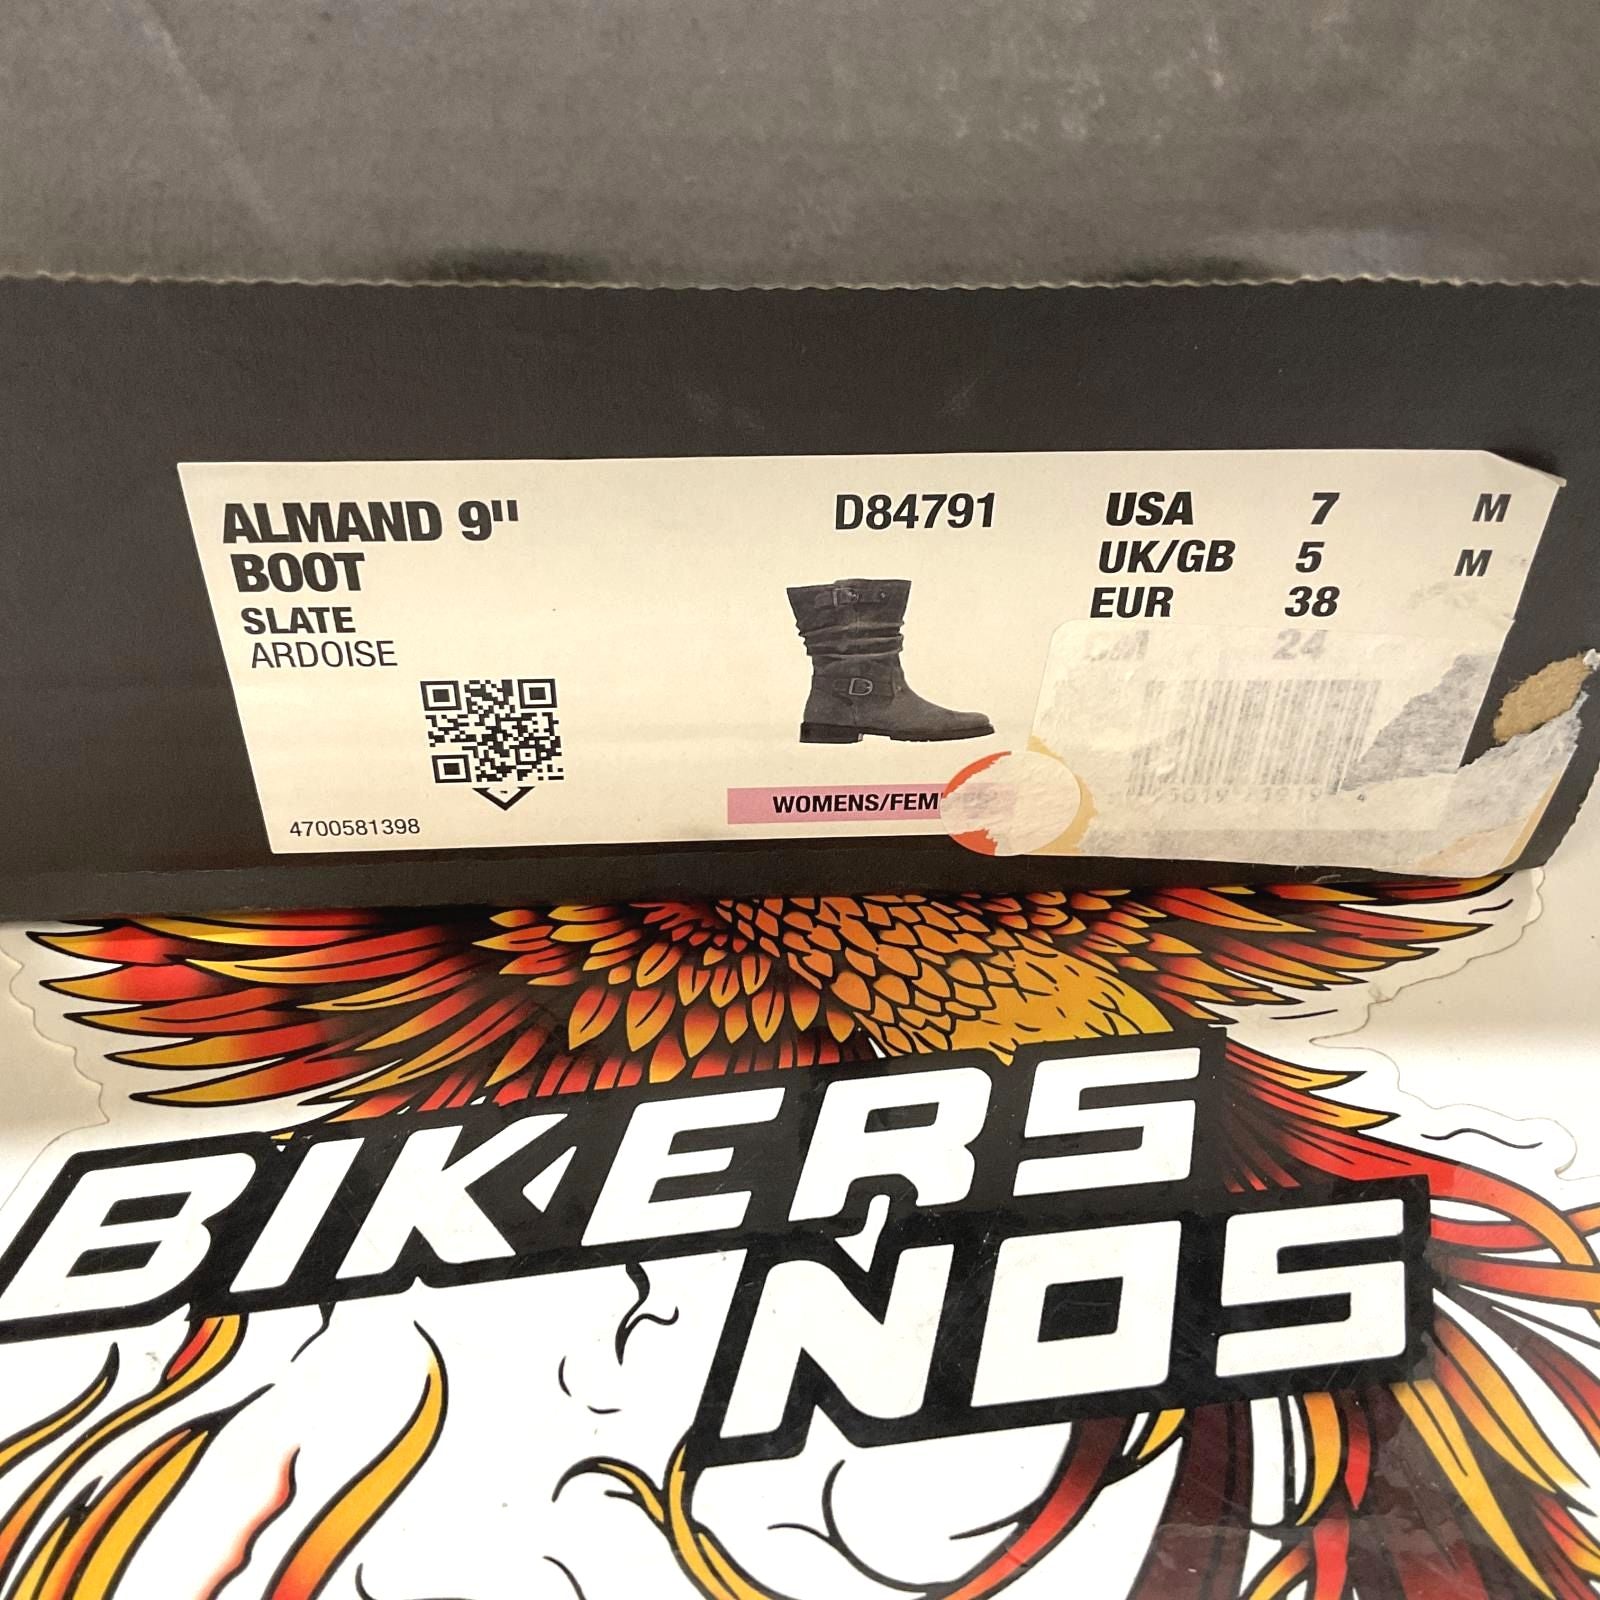 ALMAND 9"
BOOT
SLATE
ARDOISE
4700581398
D84791
WOMENS/FEM
USA 7 M
UK/GB 5 M
EUR 38
CM 24
BIKERS
NOS